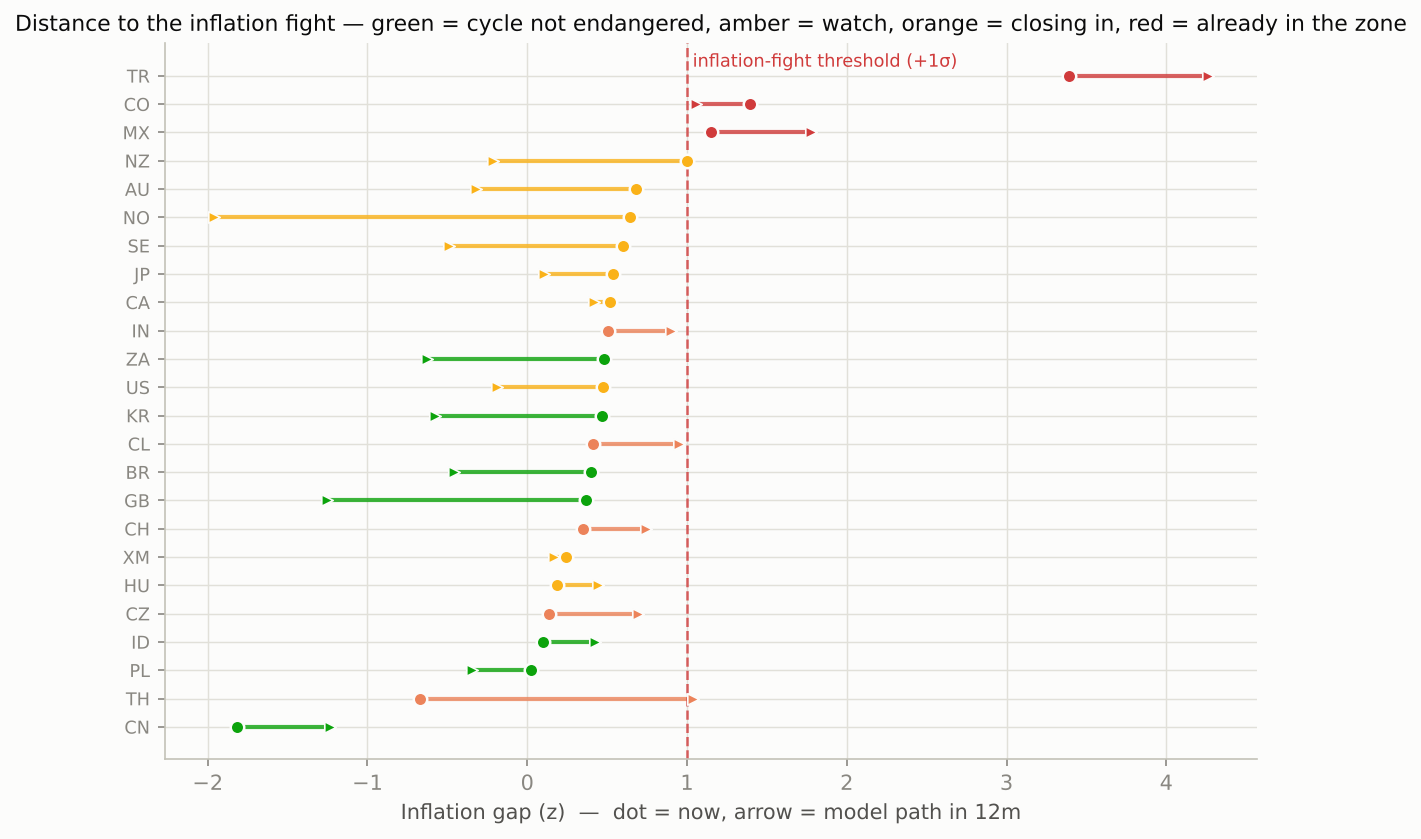 Distance to the inflation fight — green = cycle not endangered, amber = watch, orange = closing in, red = already in the zone
inflation-fight threshold (+1σ)
TR
CO
MX
NZ
AU
NO
SE
JP
CA
IN
ZA
US
KR
CL
BR
GB
CH
XM
HU
CZ
ID
PL
TH
CN
−2 −1 0 1 2 3 4
Inflation gap (z) — dot = now, arrow = model path in 12m